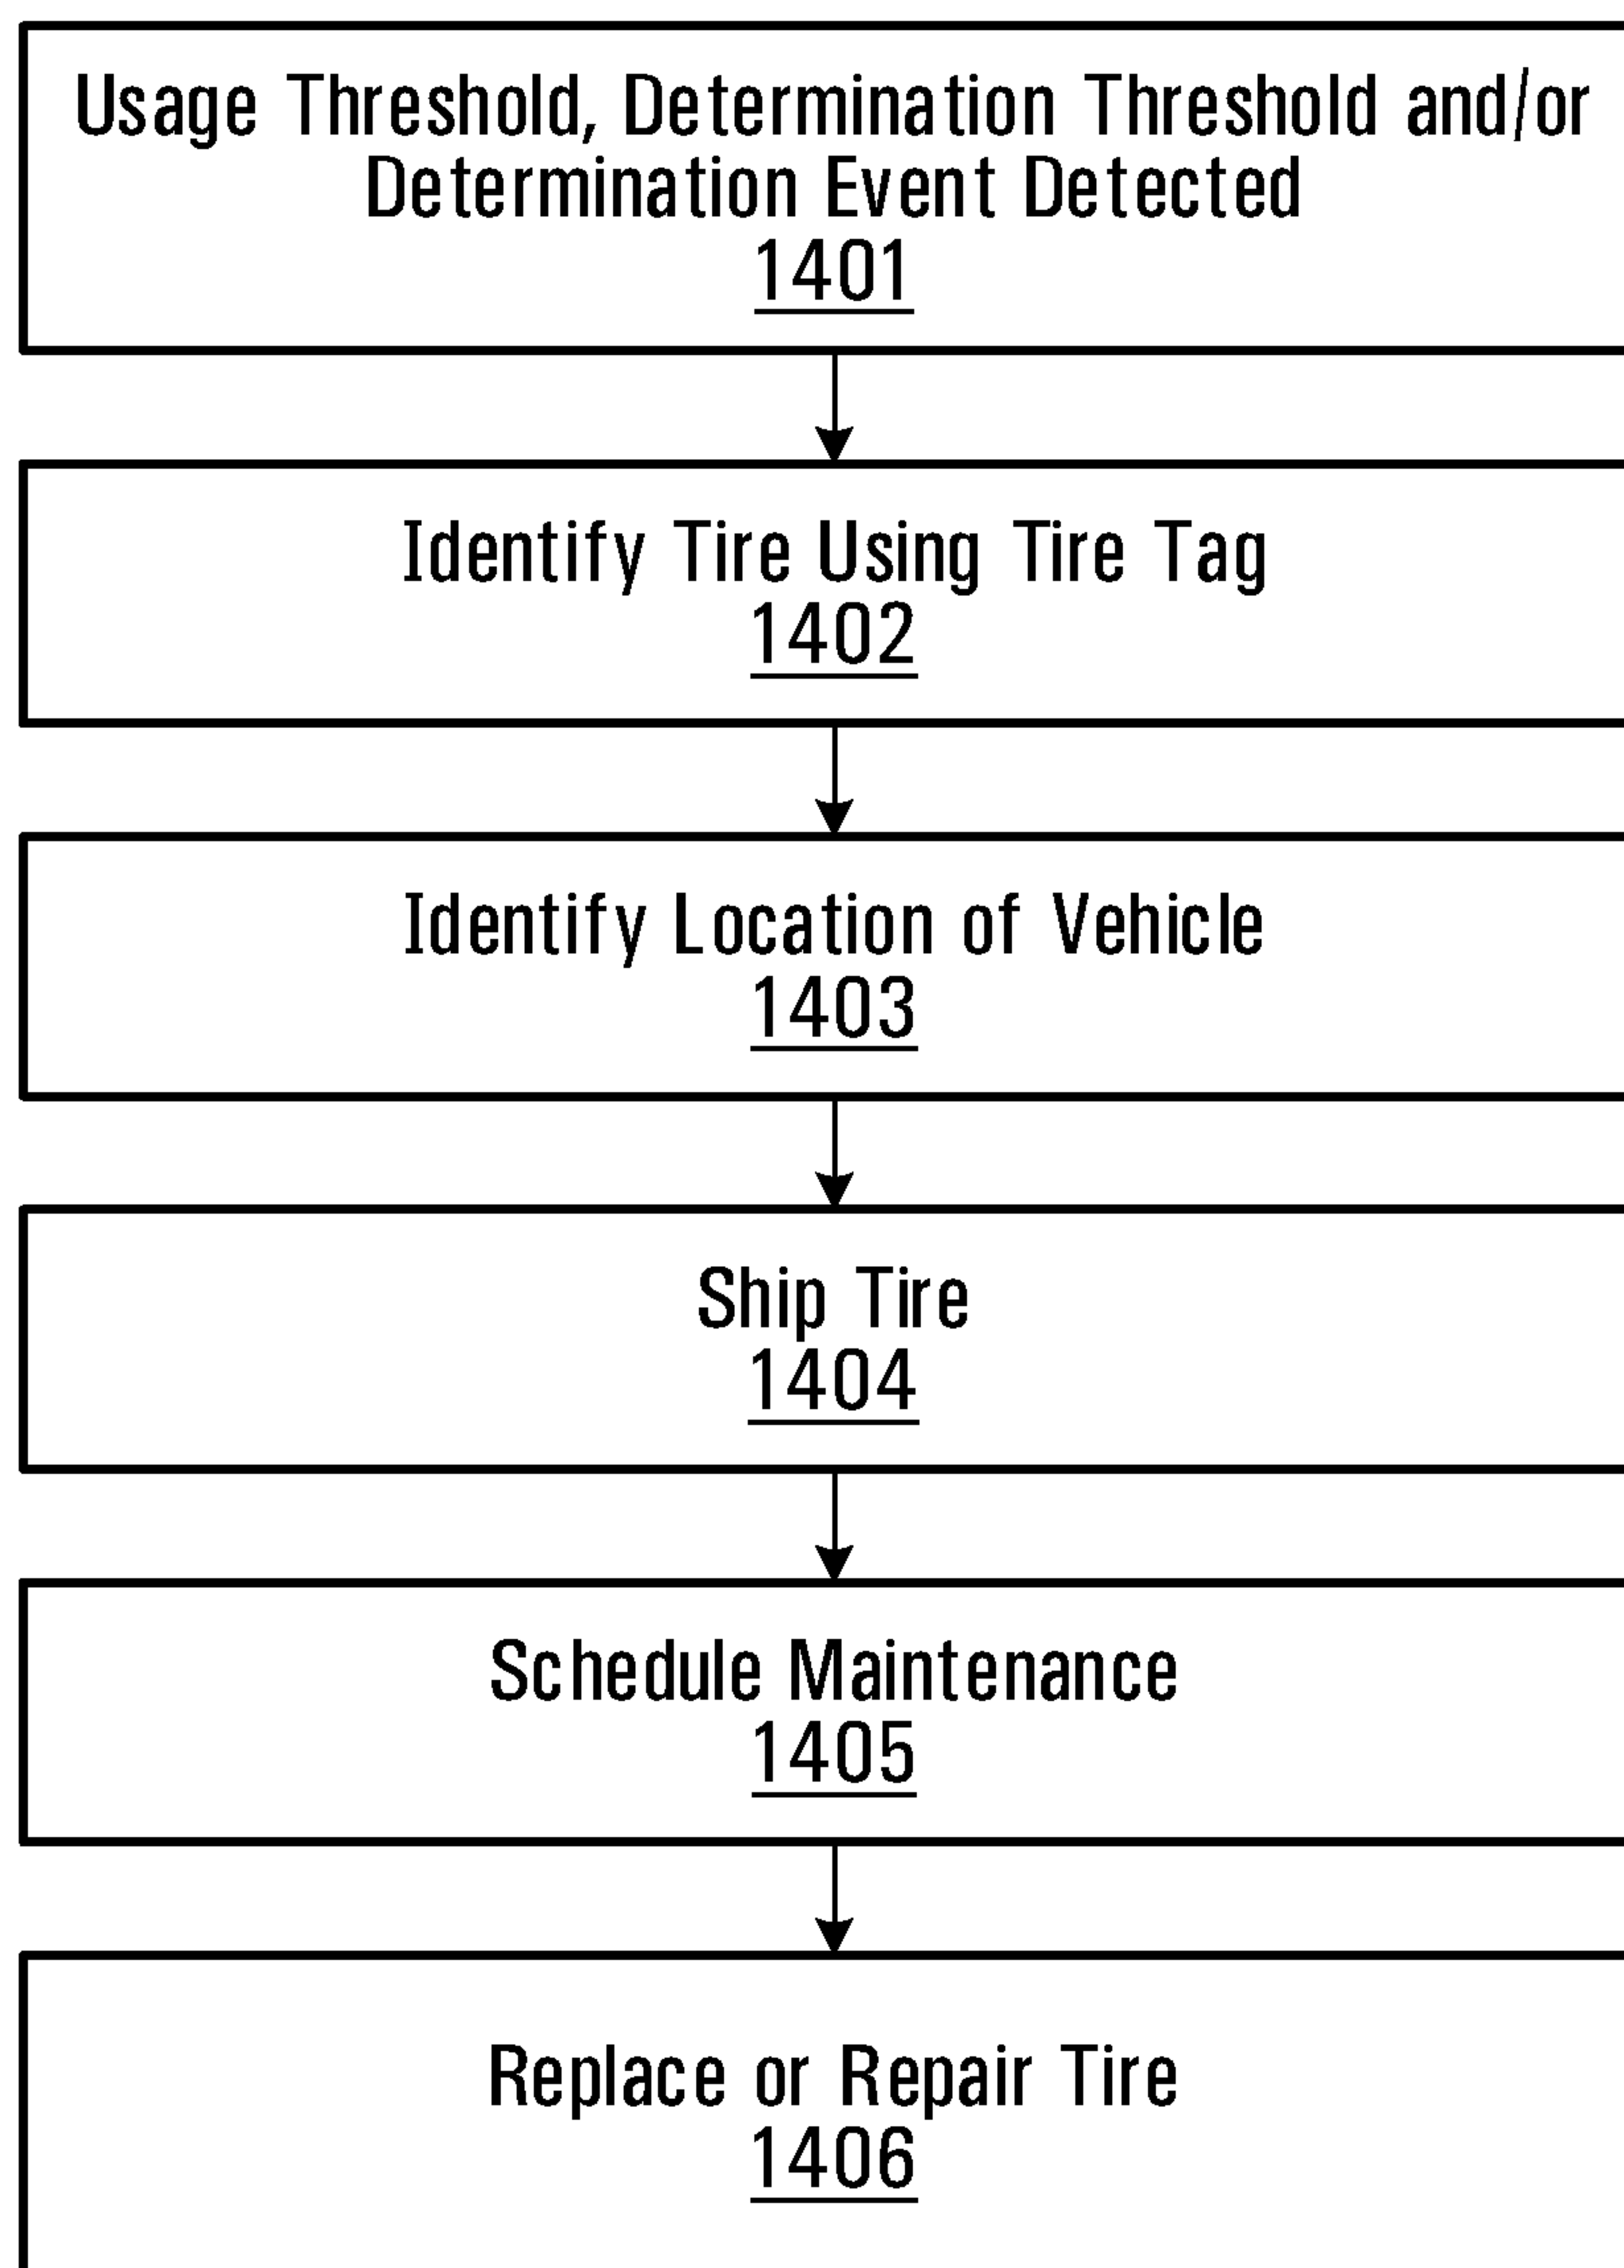 Usage Threshold, Determination Threshold and/or
Determination Event Detected
1401
Identify Tire Using Tire Tag
1402
Identify Location of Vehicle
1403
Ship Tire
1404
Schedule Maintenance
1405
Replace or Repair Tire
1406